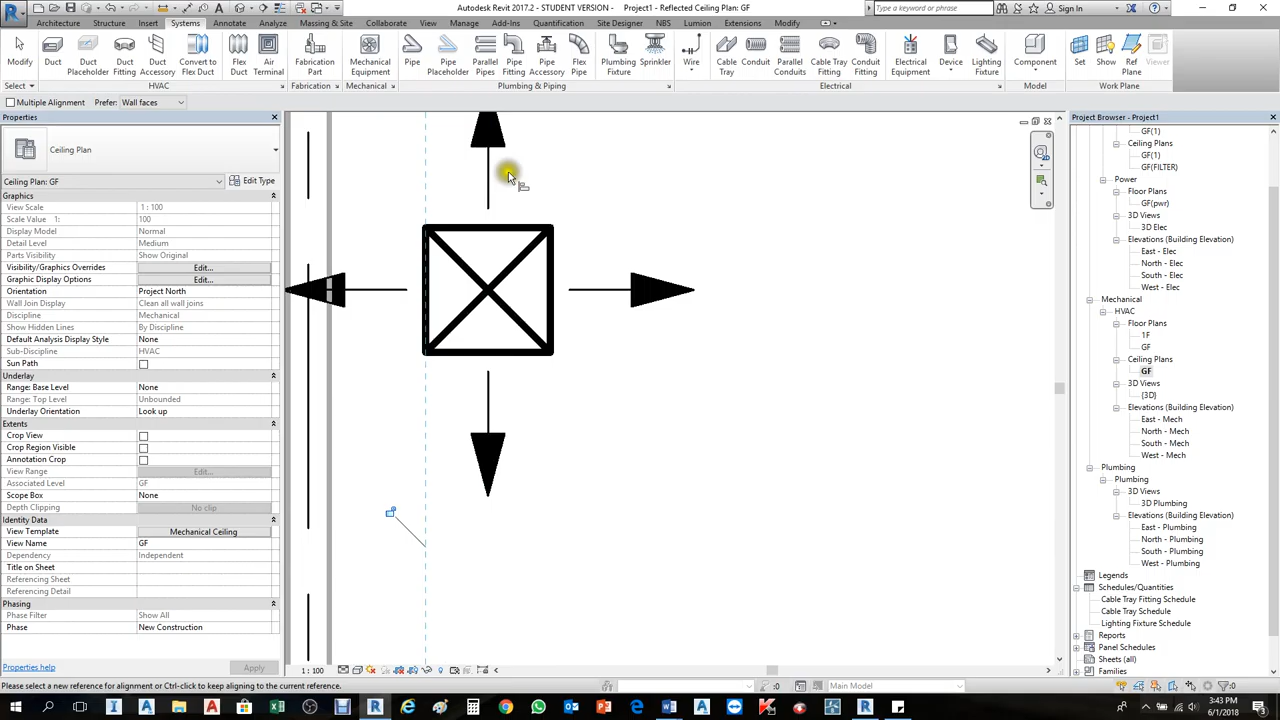 Autodesk Revit 2017.2 - STUDENT VERSION - Project1 - Reflected Ceiling Plan: GF
Type a keyword or phrase
Sign In
Architecture Structure Insert Systems Annotate Analyze Massing & Site Collaborate View Manage Add-Ins Quantification Site Designer NBS Lumion Extensions Modify
Modify Duct Duct Placeholder Duct Fitting Duct Accessory Convert to Flex Duct Flex Duct Air Terminal Fabrication Part Mechanical Equipment Pipe Pipe Placeholder Parallel Pipes Pipe Fitting Pipe Accessory Flex Pipe Plumbing Fixture Sprinkler Wire Cable Tray Conduit Parallel Conduits Cable Tray Fitting Conduit Fitting Electrical Equipment Device Lighting Fixture Component Set Show Ref Plane Viewer
Select HVAC Fabrication Mechanical Plumbing & Piping Electrical Model Work Plane
Multiple Alignment Prefer: Wall faces
Properties
Ceiling Plan
Ceiling Plan: GF Edit Type
Graphics
View Scale 1 : 100
Scale Value 1: 100
Display Model Normal
Detail Level Medium
Parts Visibility Show Original
Visibility/Graphics Overrides Edit...
Graphic Display Options Edit...
Orientation Project North
Wall Join Display Clean all wall joins
Discipline Mechanical
Show Hidden Lines By Discipline
Default Analysis Display Style None
Sub-Discipline HVAC
Sun Path
Underlay
Range: Base Level None
Range: Top Level Unbounded
Underlay Orientation Look up
Extents
Crop View
Crop Region Visible
Annotation Crop
View Range Edit...
Associated Level GF
Scope Box None
Depth Clipping No clip
Identity Data
View Template Mechanical Ceiling
View Name GF
Dependency Independent
Title on Sheet
Referencing Sheet
Referencing Detail
Phasing
Phase Filter Show All
Phase New Construction
Properties help Apply
1 : 100
Project Browser - Project1
GF(1)
Ceiling Plans
GF(1)
GF(FILTER)
Power
Floor Plans
GF(pwr)
3D Views
3D Elec
Elevations (Building Elevation)
East - Elec
North - Elec
South - Elec
West - Elec
Mechanical
HVAC
Floor Plans
1F
GF
Ceiling Plans
GF
3D Views
{3D}
Elevations (Building Elevation)
East - Mech
North - Mech
South - Mech
West - Mech
Plumbing
Plumbing
3D Views
3D Plumbing
Elevations (Building Elevation)
East - Plumbing
North - Plumbing
South - Plumbing
West - Plumbing
Legends
Schedules/Quantities
Cable Tray Fitting Schedule
Cable Tray Schedule
Lighting Fixture Schedule
Reports
Panel Schedules
Sheets (all)
Families
Please select a new reference for alignment or Ctrl-click to keep aligning to the current reference.
:0 Main Model :0
3:43 PM
6/1/2018